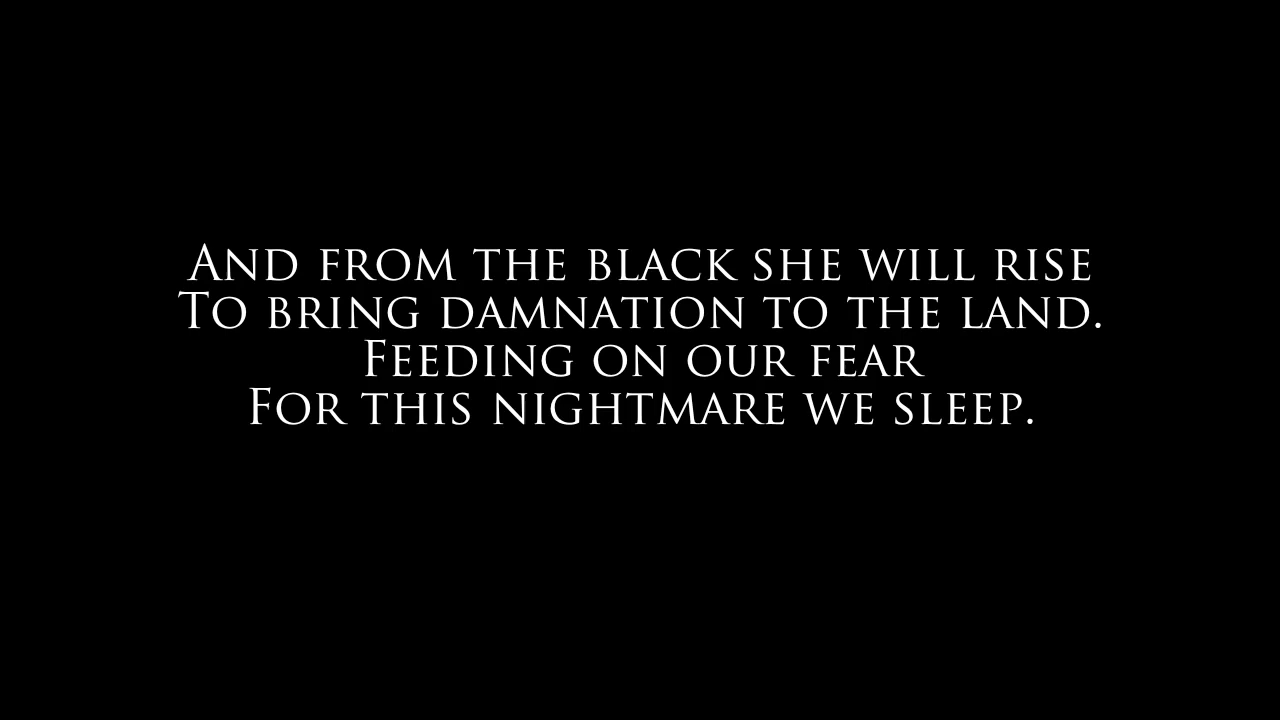 And from the black she will rise
To bring damnation to the land.
Feeding on our fear
For this nightmare we sleep.